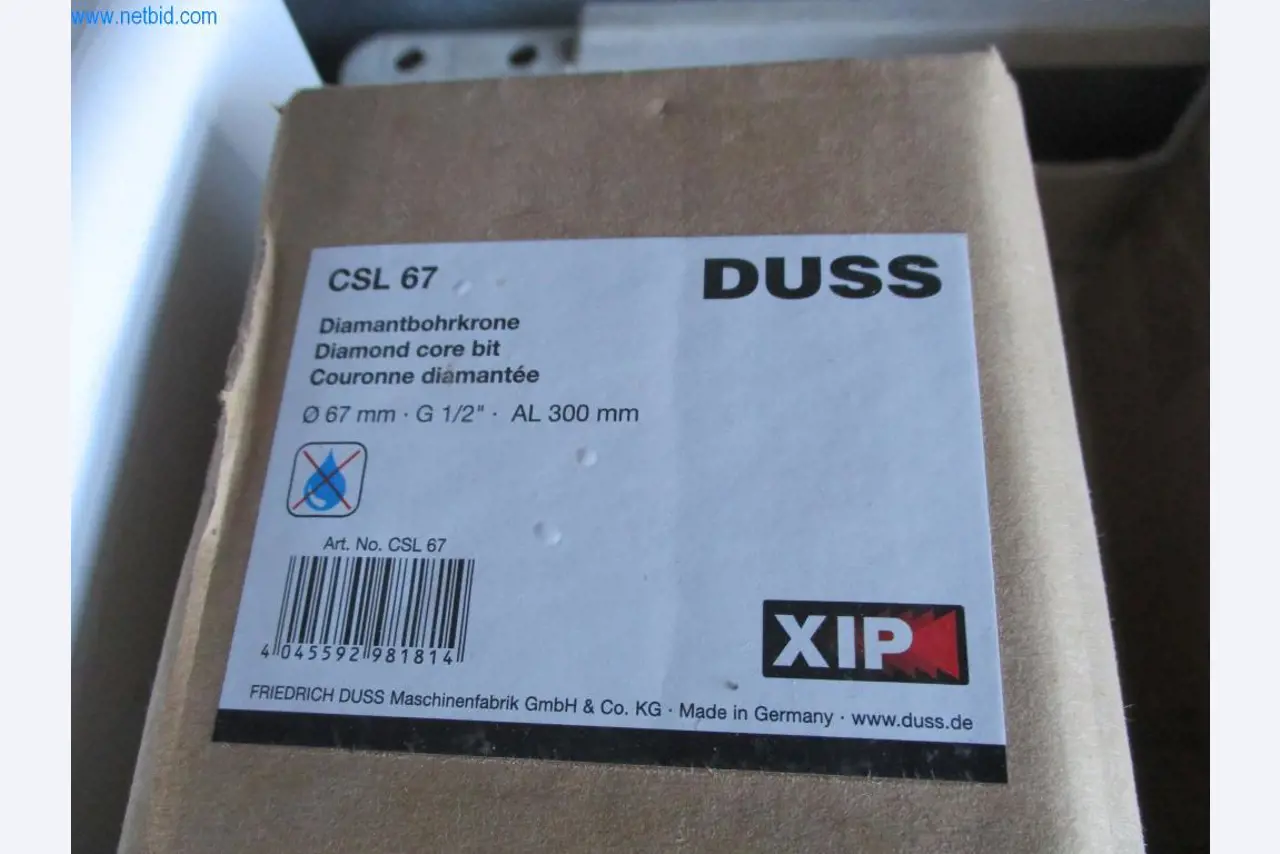 www.netbid.com
CSL 67
DUSS
Diamantbohrkrone
Diamond core bit
Couronne diamantée
Ø 67 mm · G 1/2" · AL 300 mm
Art. No. CSL 67
4 045592 981814
XIP
FRIEDRICH DUSS Maschinenfabrik GmbH & Co. KG · Made in Germany · www.duss.de